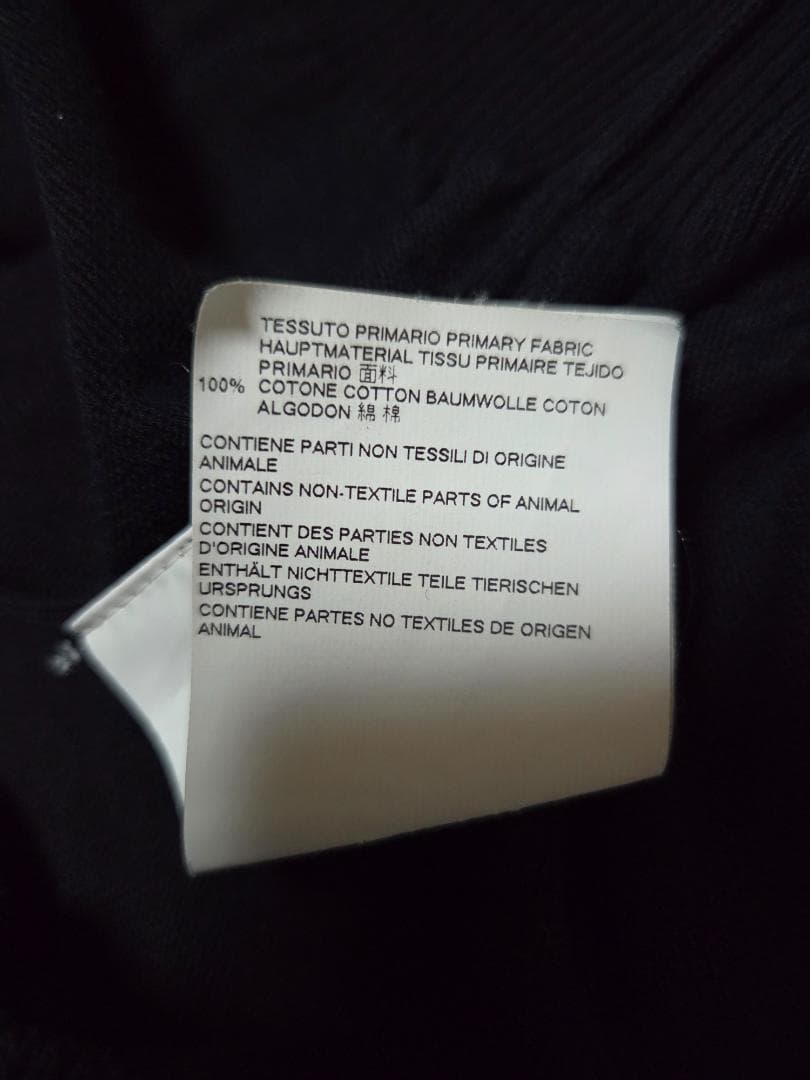 TESSUTO PRIMARIO PRIMARY FABRIC
HAUPTMATERIAL TISSU PRIMAIRE TEJIDO
PRIMARIO 面料
100% COTONE COTTON BAUMWOLLE COTON
ALGODON 綿 棉
CONTIENE PARTI NON TESSILI DI ORIGINE
ANIMALE
CONTAINS NON-TEXTILE PARTS OF ANIMAL
ORIGIN
CONTIENT DES PARTIES NON TEXTILES
D'ORIGINE ANIMALE
ENTHÄLT NICHTTEXTILE TEILE TIERISCHEN
URSPRUNGS
CONTIENE PARTES NO TEXTILES DE ORIGEN
ANIMAL